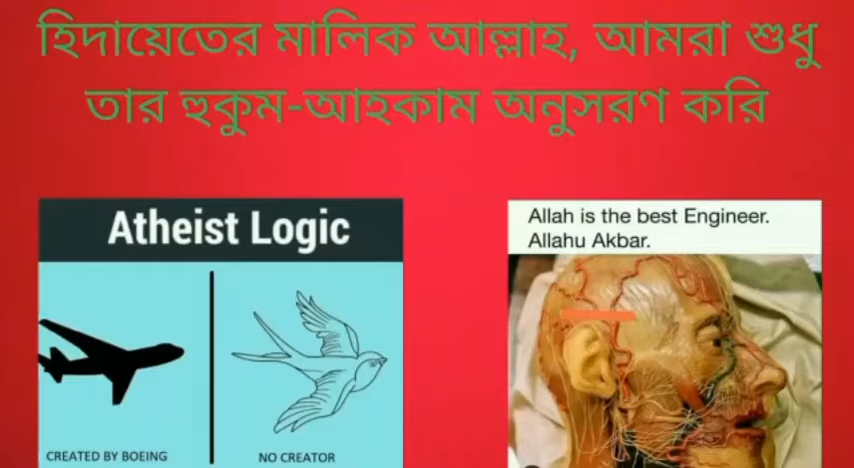 হিদায়েতের মালিক আল্লাহ, আমরা শুধু
তার হুকুম-আহকাম অনুসরণ করি
Atheist Logic
CREATED BY BOEING
NO CREATOR
Allah is the best Engineer.
Allahu Akbar.